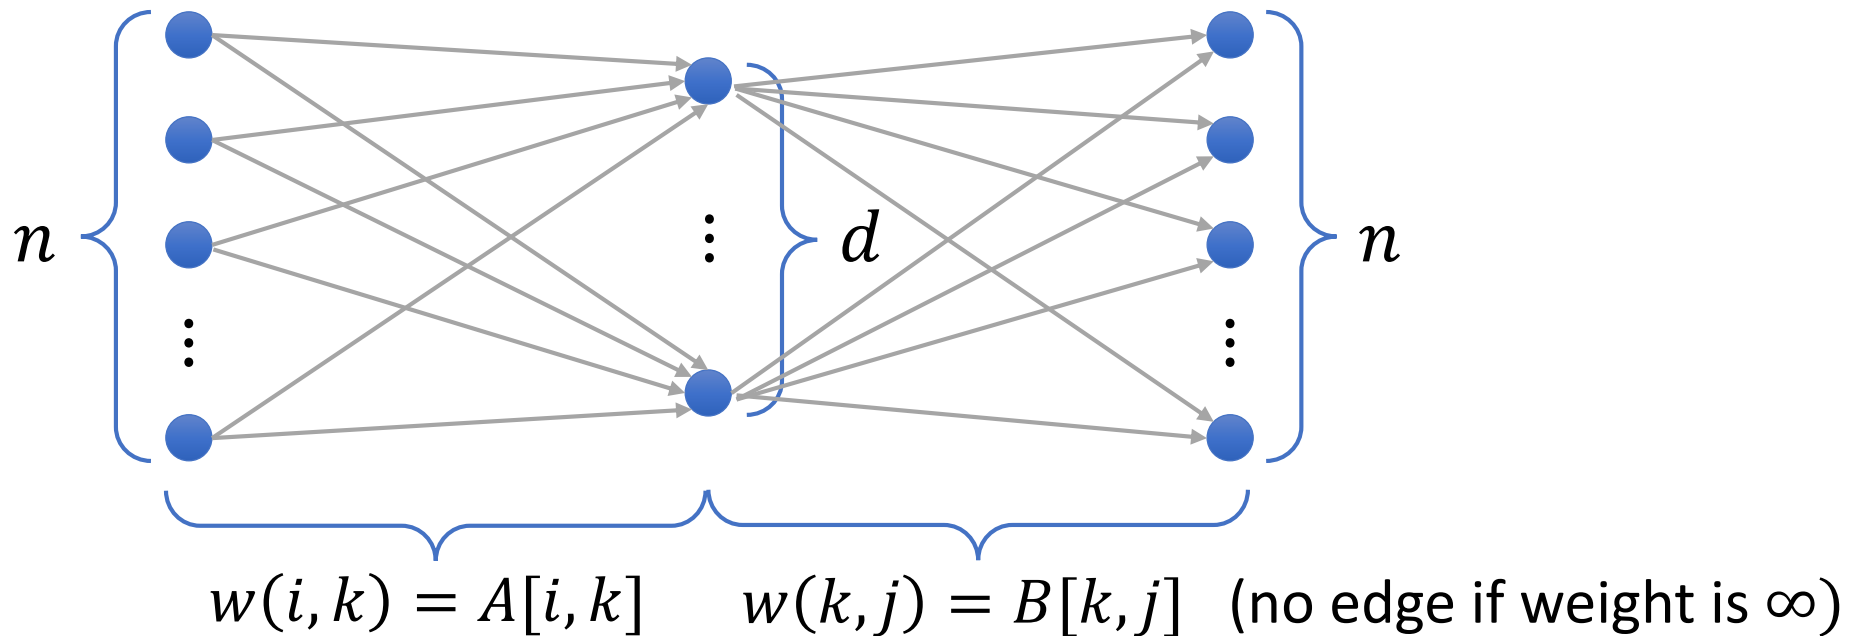 n
⋮
d
⋮
n
⋮
w(i, k) = A[i, k]
w(k, j) = B[k, j] (no edge if weight is ∞)